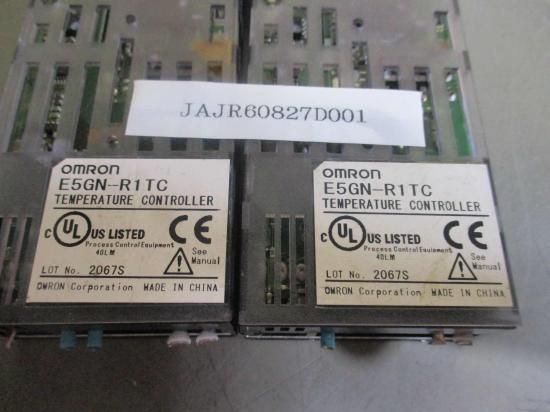 JAJR60827D001
OMRON
E5GN-R1TC
TEMPERATURE CONTROLLER
C UL US LISTED
Process Control Equipment
40LM
See
Manual
LOT No. 2067S
OMRON Corporation MADE IN CHINA
OMRON
E5GN-R1TC
TEMPERATURE CONTROLLER
C UL US LISTED
Process Control Equipment
40LM
See
Manual
LOT No. 2067S
OMRON Corporation MADE IN CHINA